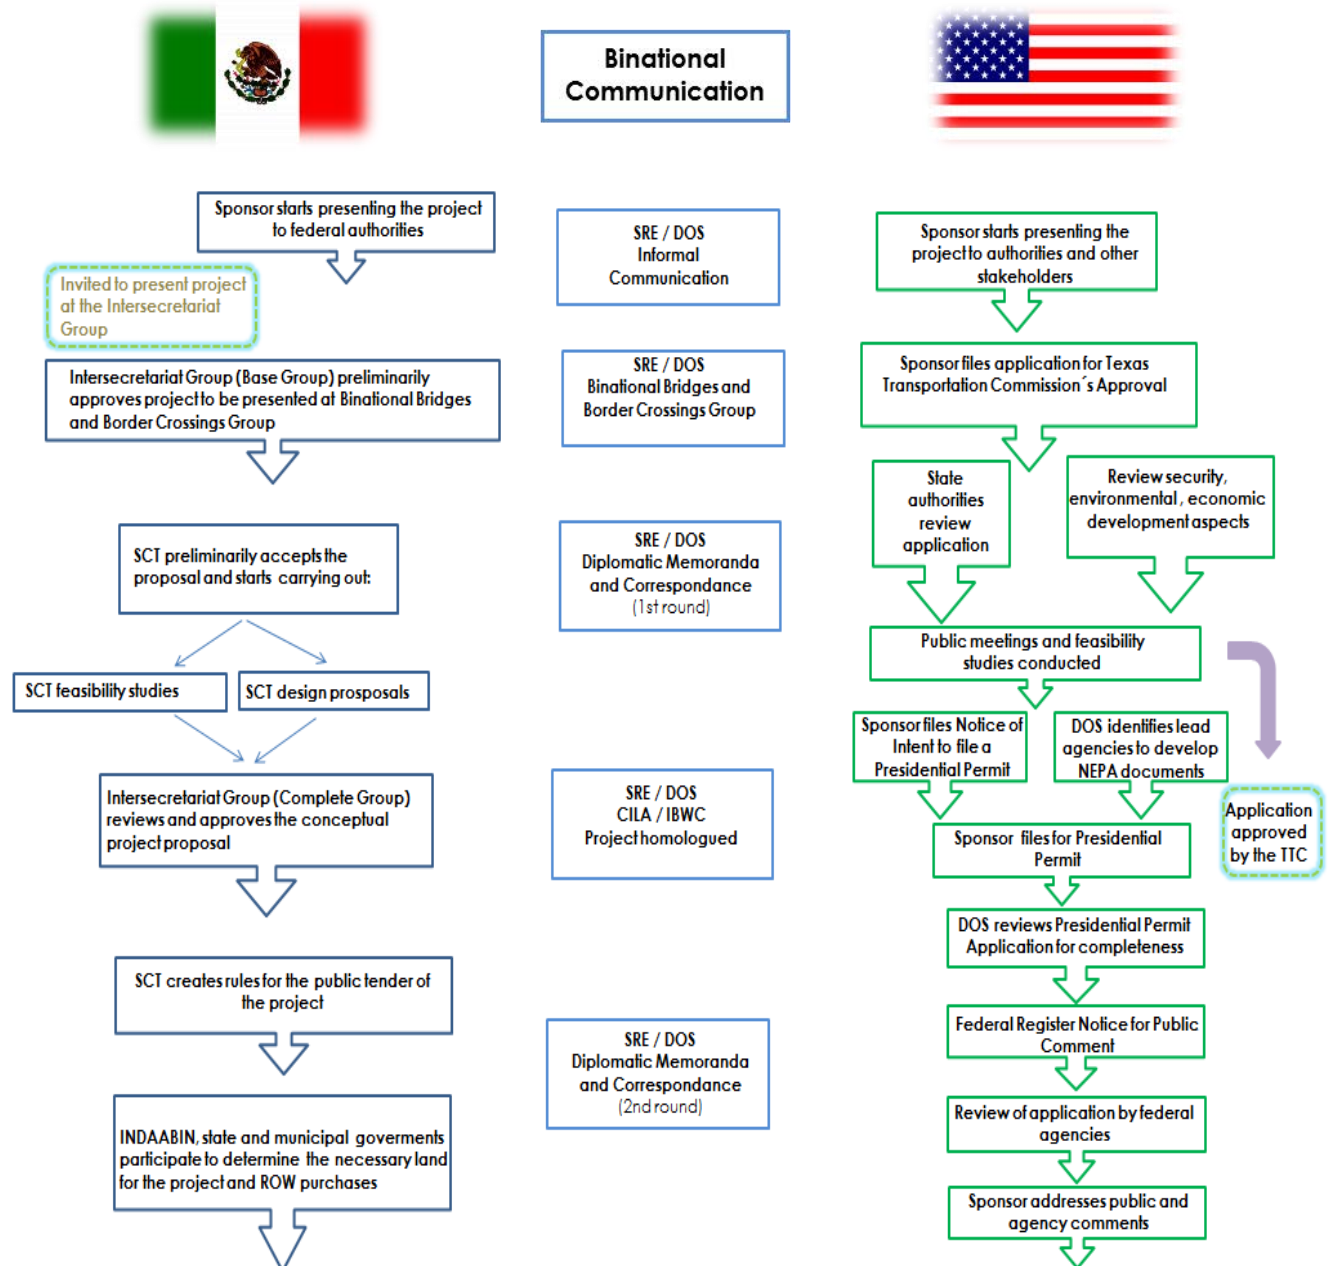 Binational
Communication
Sponsor starts presenting the project
to federal authorities
Invited to present project
at the Intersecretariat
Group
Intersecretariat Group (Base Group) preliminarily
approves project to be presented at Binational Bridges
and Border Crossings Group
SCT preliminarily accepts the
proposal and starts carrying out:
SCT feasibility studies
SCT design prosposals
Intersecretariat Group (Complete Group)
reviews and approves the conceptual
project proposal
SCT creates rules for the public tender of
the project
INDAABIN, state and municipal goverments
participate to determine the necessary land
for the project and ROW purchases
SRE / DOS
Informal
Communication
SRE / DOS
Binational Bridges and
Border Crossings Group
SRE / DOS
Diplomatic Memoranda
and Correspondance
(1st round)
SRE / DOS
CILA / IBWC
Project homologued
SRE / DOS
Diplomatic Memoranda
and Correspondance
(2nd round)
Sponsor starts presenting the
project to authorities and other
stakeholders
Sponsor files application for Texas
Transportation Commission´s Approval
State
authorities
review
application
Review security,
environmental, economic
development aspects
Public meetings and feasibility
studies conducted
Sponsor files Notice of
Intent to file a
Presidential Permit
DOS identifies lead
agencies to develop
NEPA documents
Application
approved
by the TTC
Sponsor files for Presidential
Permit
DOS reviews Presidential Permit
Application for completeness
Federal Register Notice for Public
Comment
Review of application by federal
agencies
Sponsor addresses public and
agency comments